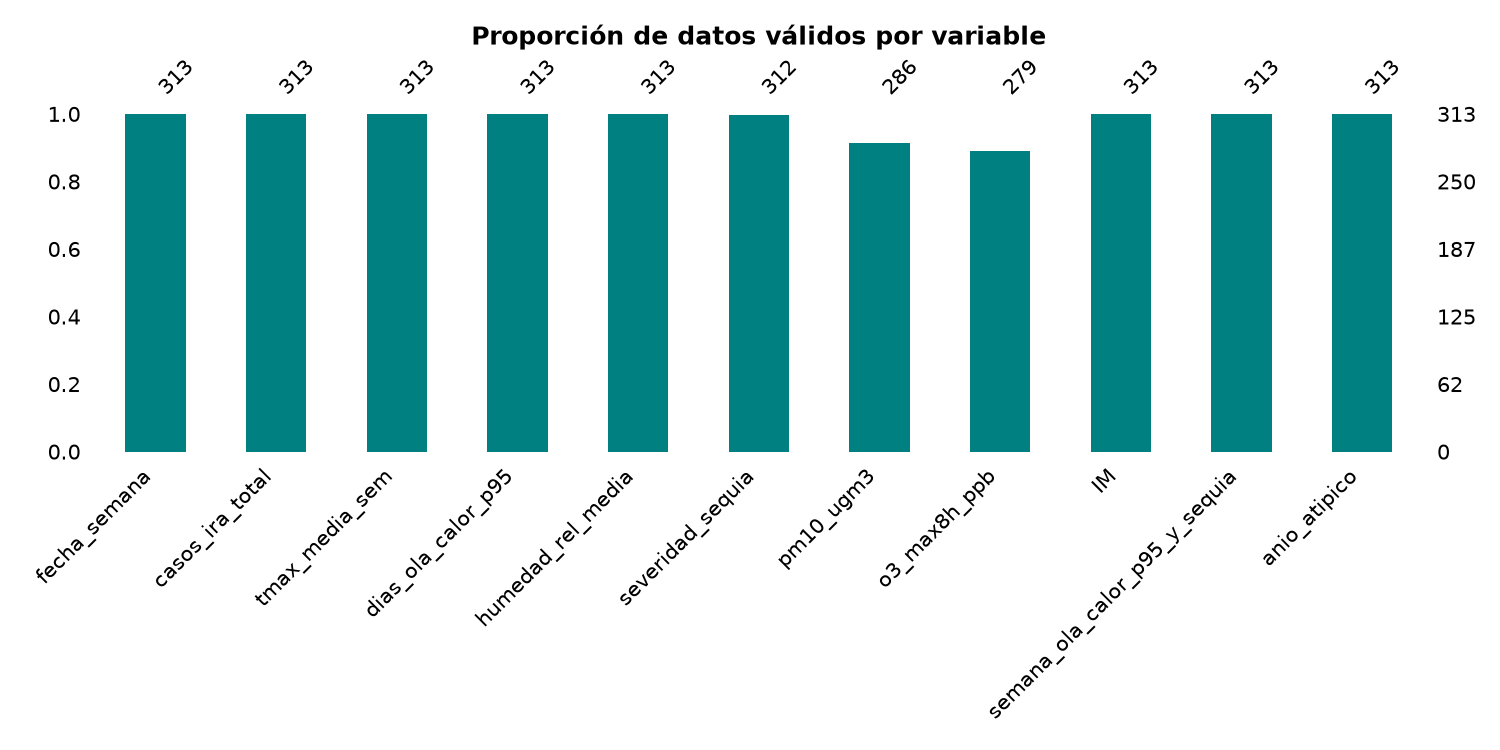 Proporción de datos válidos por variable
313 313 313 313 313 312 286 279 313 313 313
1.0 313
0.8 250
0.6 187
0.4 125
0.2 62
0.0 0
fecha_semana
casos_ira_total
tmax_media_sem
dias_ola_calor_p95
humedad_rel_media
severidad_sequia
pm10_ugm3
o3_max8h_ppb
IM
semana_ola_calor_p95_y_sequia
anio_atipico